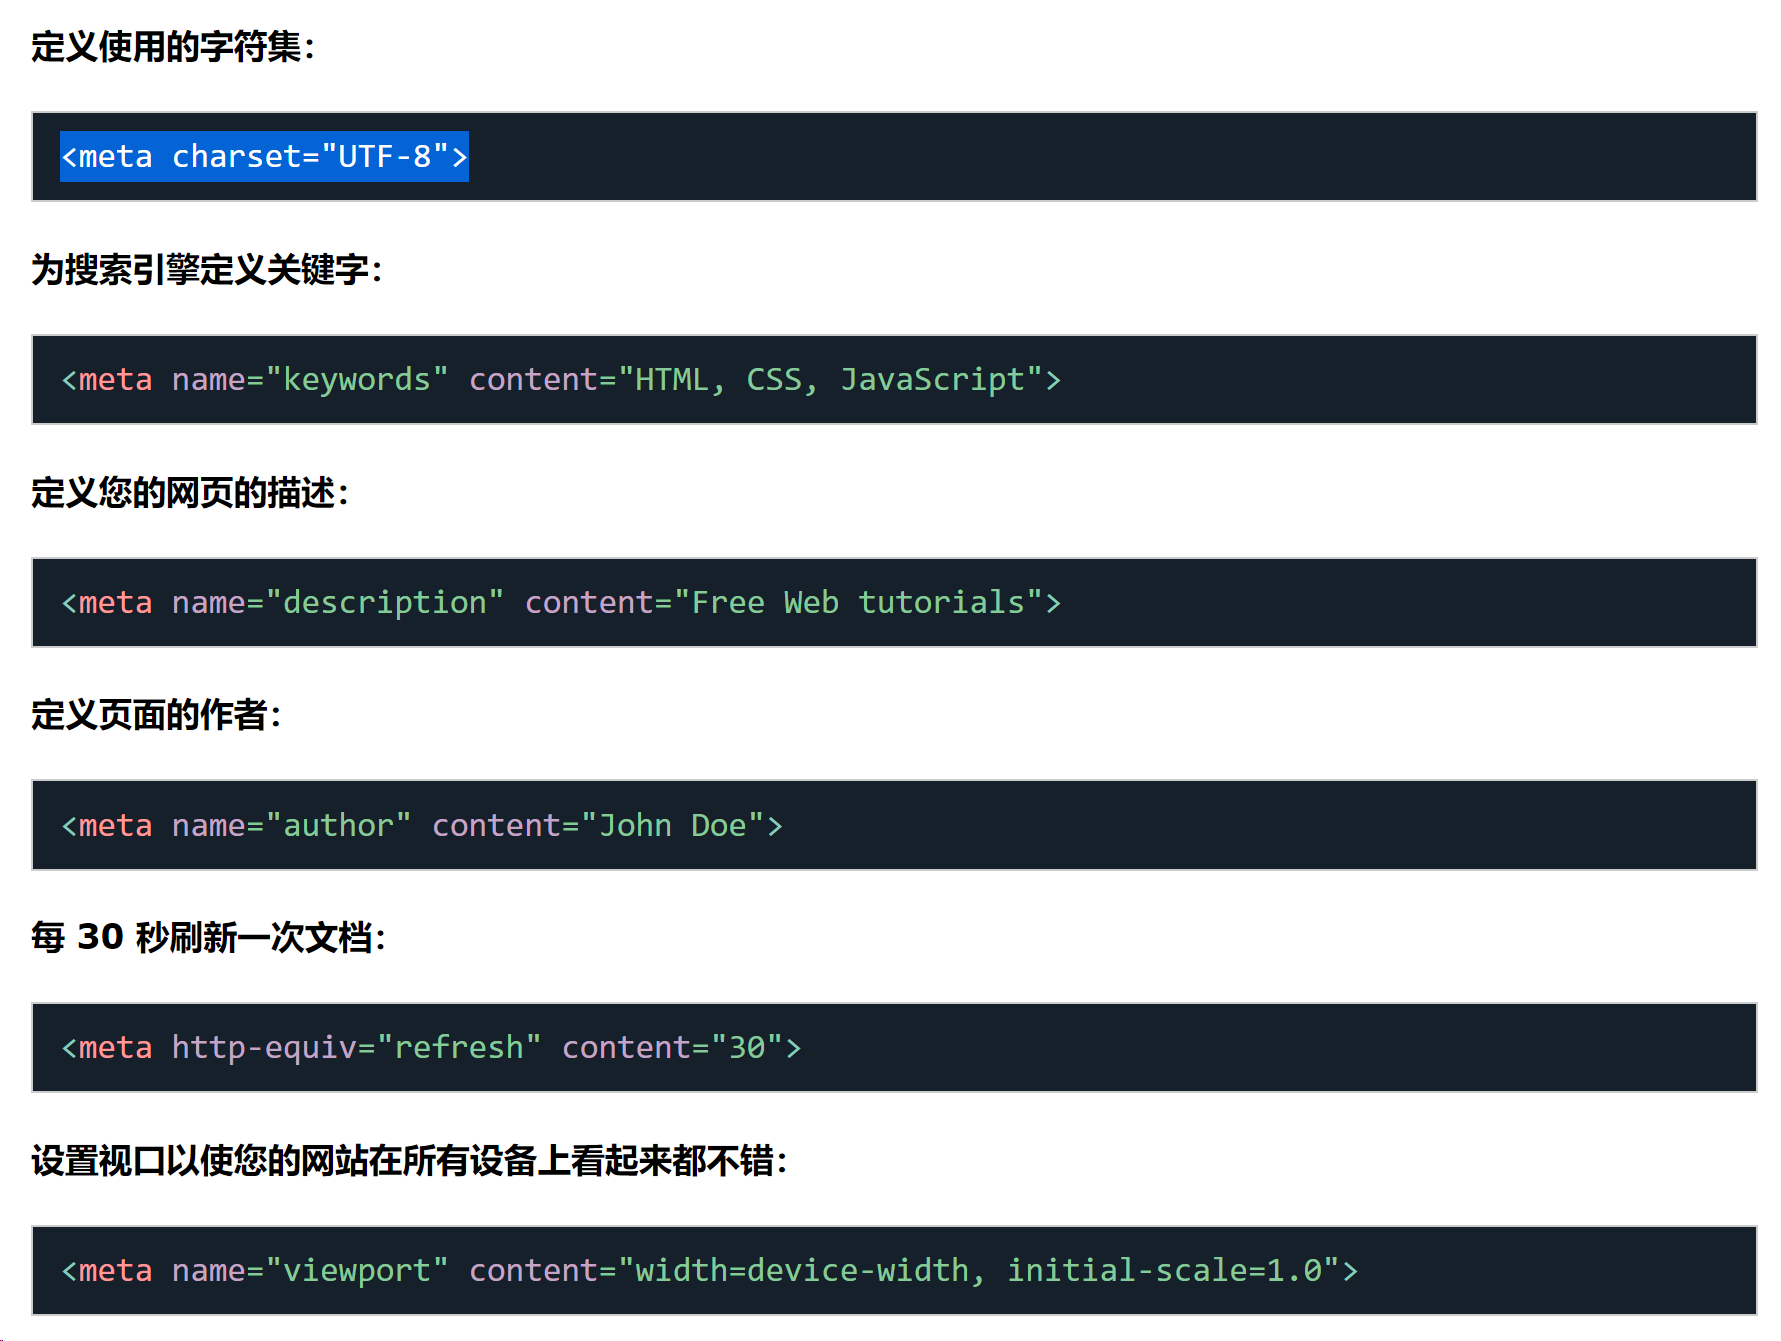 定义使用的字符集：
<meta charset="UTF-8">
为搜索引擎定义关键字：
<meta name="keywords" content="HTML, CSS, JavaScript">
定义您的网页的描述：
<meta name="description" content="Free Web tutorials">
定义页面的作者：
<meta name="author" content="John Doe">
每 30 秒刷新一次文档：
<meta http-equiv="refresh" content="30">
设置视口以使您的网站在所有设备上看起来都不错：
<meta name="viewport" content="width=device-width, initial-scale=1.0">